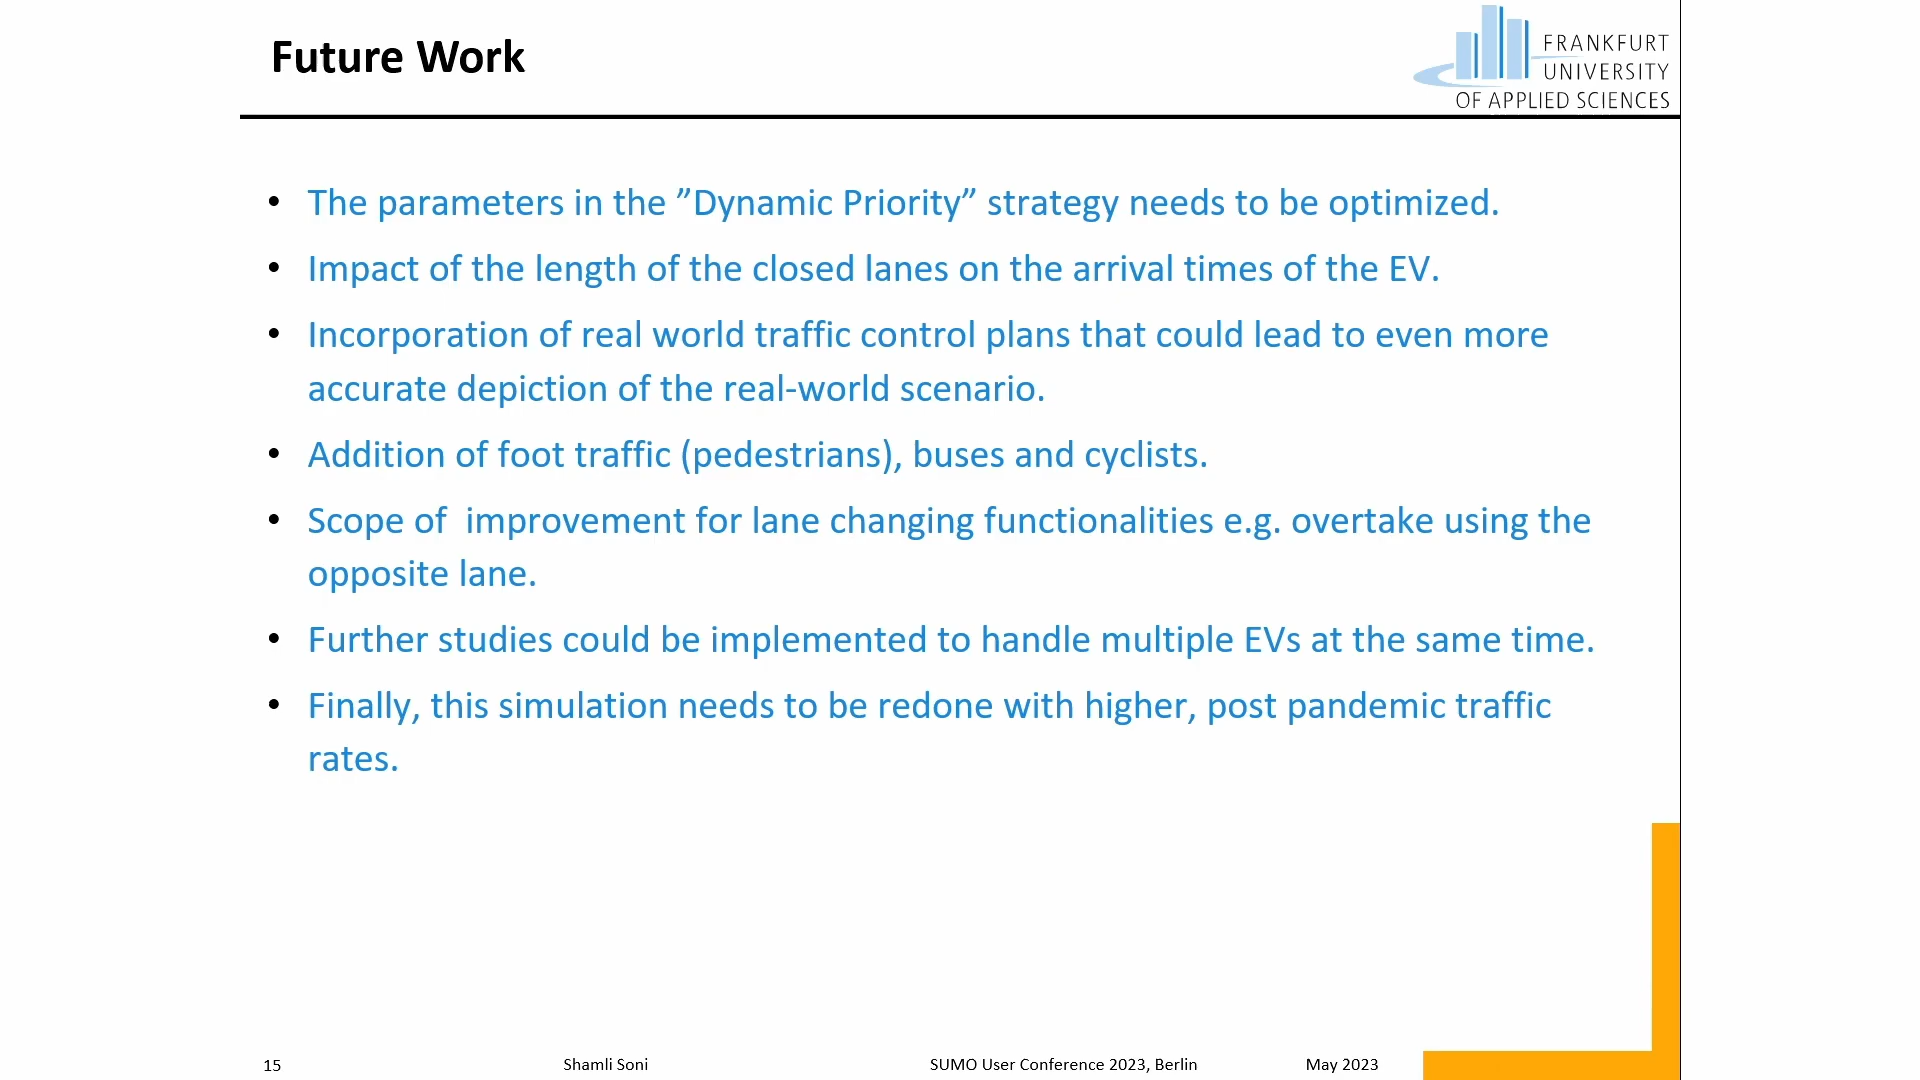 Future Work
FRANKFURT
UNIVERSITY
OF APPLIED SCIENCES
• The parameters in the ”Dynamic Priority” strategy needs to be optimized.
• Impact of the length of the closed lanes on the arrival times of the EV.
• Incorporation of real world traffic control plans that could lead to even more
accurate depiction of the real-world scenario.
• Addition of foot traffic (pedestrians), buses and cyclists.
• Scope of  improvement for lane changing functionalities e.g. overtake using the
opposite lane.
• Further studies could be implemented to handle multiple EVs at the same time.
• Finally, this simulation needs to be redone with higher, post pandemic traffic
rates.
15 Shamli Soni SUMO User Conference 2023, Berlin May 2023